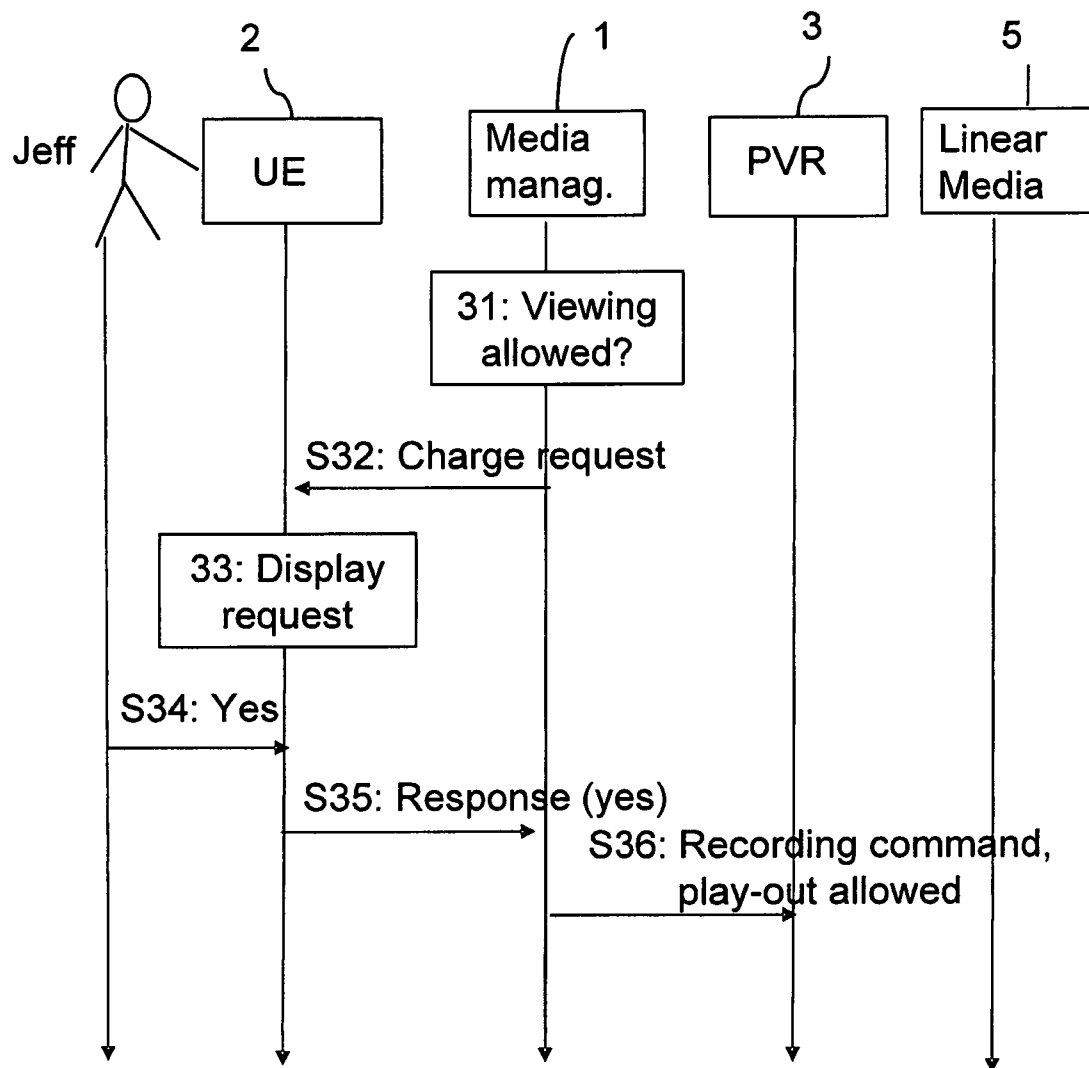 2
1
3
5
Jeff
UE
Media
manag.
PVR
Linear
Media
31: Viewing
allowed?
S32: Charge request
33: Display
request
S34: Yes
S35: Response (yes)
S36: Recording command,
play-out allowed